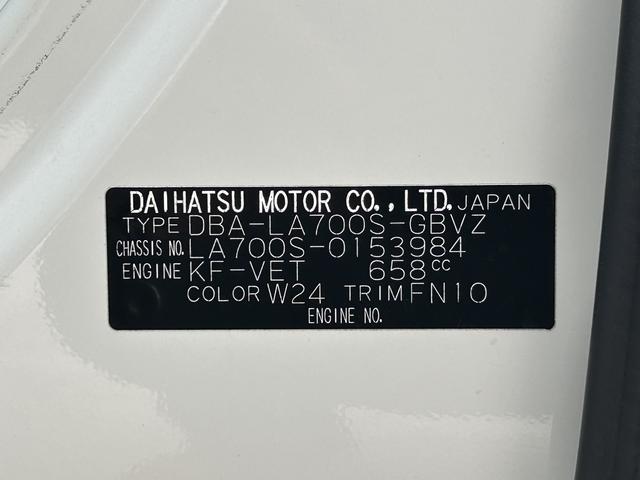 DAIHATSU MOTOR CO., LTD. JAPAN
TYPE DBA-LA700S-GBVZ
CHASSIS NO. LA700S-0153984
ENGINE KF-VET 658cc
COLOR W24 TRIM FN10
ENGINE NO.